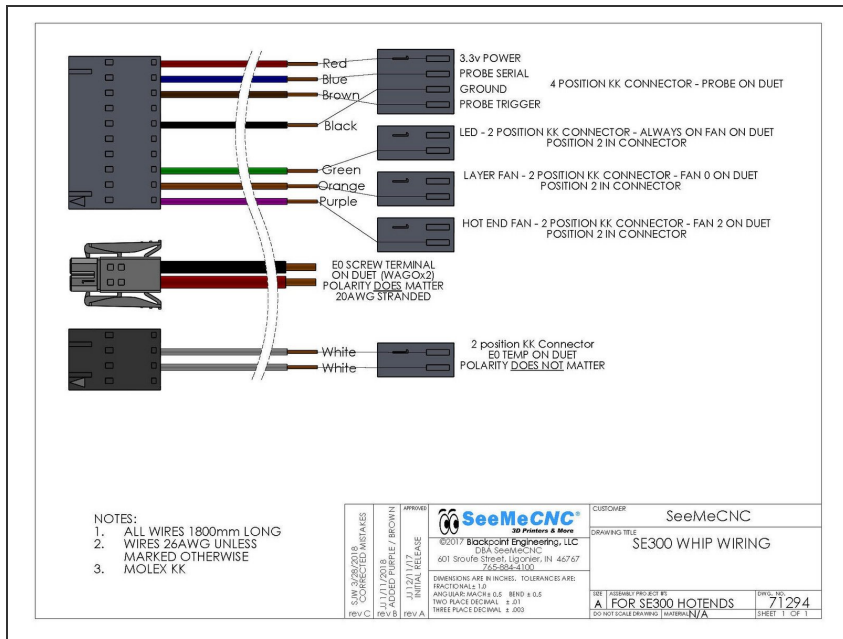 Red
Blue
Brown
Black
Green
Orange
Purple
3.3v POWER
PROBE SERIAL
GROUND
PROBE TRIGGER
4 POSITION KK CONNECTOR - PROBE ON DUET
LED - 2 POSITION KK CONNECTOR - ALWAYS ON FAN ON DUET
POSITION 2 IN CONNECTOR
LAYER FAN - 2 POSITION KK CONNECTOR - FAN 0 ON DUET
POSITION 2 IN CONNECTOR
HOT END FAN - 2 POSITION KK CONNECTOR - FAN 2 ON DUET
POSITION 2 IN CONNECTOR
E0 SCREW TERMINAL
ON DUET (WAGOx2)
POLARITY DOES MATTER
20AWG STRANDED
White
White
2 position KK Connector
E0 TEMP ON DUET
POLARITY DOES NOT MATTER
NOTES:
1. ALL WIRES 1800mm LONG
2. WIRES 26AWG UNLESS
MARKED OTHERWISE
3. MOLEX KK
SJW 3/28/2018
CORRECTED MISTAKES
rev C
JJ 1/11/2018
ADDED PURPLE / BROWN
rev B
APPROVED
JJ 12/11/17
INITIAL RELEASE
rev A
SeeMeCNC®
3D Printers & More
©2017 Blackpoint Engineering, LLC
DBA SeeMeCNC
601 Sroufe Street, Ligonier, IN 46767
765-884-4100
DIMENSIONS ARE IN INCHES. TOLERANCES ARE:
FRACTIONAL± 1.0
ANGULAR: MACH± 0.5 BEND ± 0.5
TWO PLACE DECIMAL ± .01
THREE PLACE DECIMAL ± .003
CUSTOMER
SeeMeCNC
DRAWING TITLE
SE300 WHIP WIRING
SIZE
A
ASSEMBLY PROJECT #'S
FOR SE300 HOTENDS
DWG. NO.
71294
DO NOT SCALE DRAWING
MATERIAL N/A
SHEET 1 OF 1